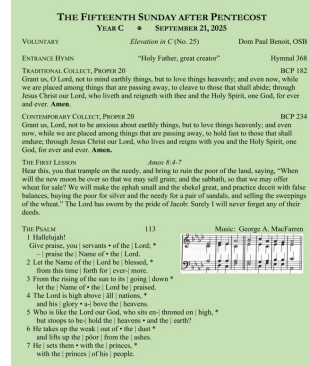 THE FIFTEENTH SUNDAY AFTER PENTECOST
YEAR C ✠ SEPTEMBER 21, 2025
VOLUNTARY Elevation in C (No. 25) Dom Paul Benoit, OSB
ENTRANCE HYMN “Holy Father, great creator” Hymnal 368
TRADITIONAL COLLECT, PROPER 20 BCP 182
Grant us, O Lord, not to mind earthly things, but to love things heavenly; and even now, while
we are placed among things that are passing away, to cleave to those that shall abide; through
Jesus Christ our Lord, who liveth and reigneth with thee and the Holy Spirit, one God, for ever
and ever. Amen.
CONTEMPORARY COLLECT, PROPER 20 BCP 234
Grant us, Lord, not to be anxious about earthly things, but to love things heavenly; and even
now, while we are placed among things that are passing away, to hold fast to those that shall
endure; through Jesus Christ our Lord, who lives and reigns with you and the Holy Spirit, one
God, for ever and ever. Amen.
THE FIRST LESSON Amos 8:4-7
Hear this, you that trample on the needy, and bring to ruin the poor of the land, saying, “When
will the new moon be over so that we may sell grain; and the sabbath, so that we may offer
wheat for sale? We will make the ephah small and the shekel great, and practice deceit with false
balances, buying the poor for silver and the needy for a pair of sandals, and selling the sweepings
of the wheat.” The Lord has sworn by the pride of Jacob: Surely I will never forget any of their
deeds.
THE PSALM 113 Music: George A. MacFarren
1 Hallelujah!
Give praise, you | servants • of the | Lord; *
– | praise the | Name of • the | Lord.
2 Let the Name of the | Lord be | blessed, *
from this | time forth | for | ever- | more.
3 From the rising of the sun to its | going | down *
let the | Name of • the | Lord be | praised.
4 The Lord is high above | āll | nations, *
and his | glory • a- | bove the | heavens.
5 Who is like the Lord our God, who sits en- | throned on | high, *
but stoops to be- | hold the | heavens • and the | earth?
6 He takes up the weak | out of • the | dust *
and lifts up the | pōor | from the | ashes.
7 He | sets them • with the | princes, *
with the | princes | of his | people.